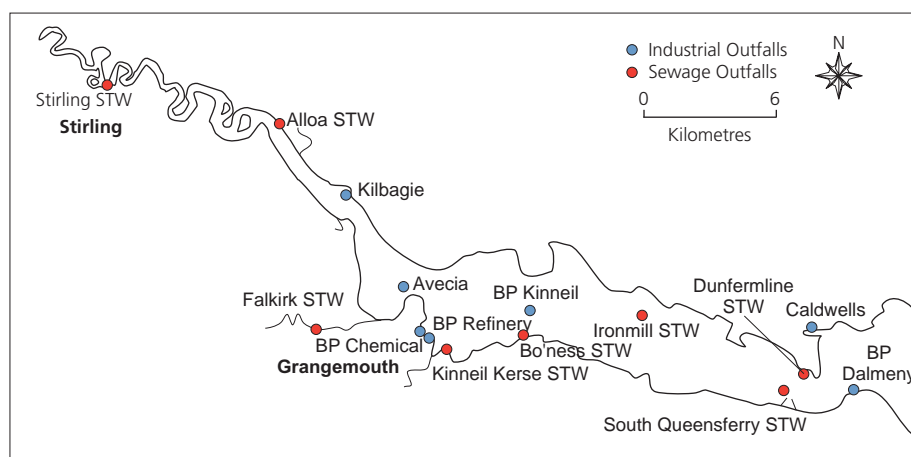 Industrial Outfalls
Sewage Outfalls
N
0 6
Kilometres
Stirling STW
Stirling
Alloa STW
Kilbagie
Avecia
Falkirk STW
BP Chemical
Grangemouth
BP Refinery
Kinneil Kerse STW
BP Kinneil
Bo'ness STW
Ironmill STW
Dunfermline
STW
Caldwells
BP
Dalmeny
South Queensferry STW